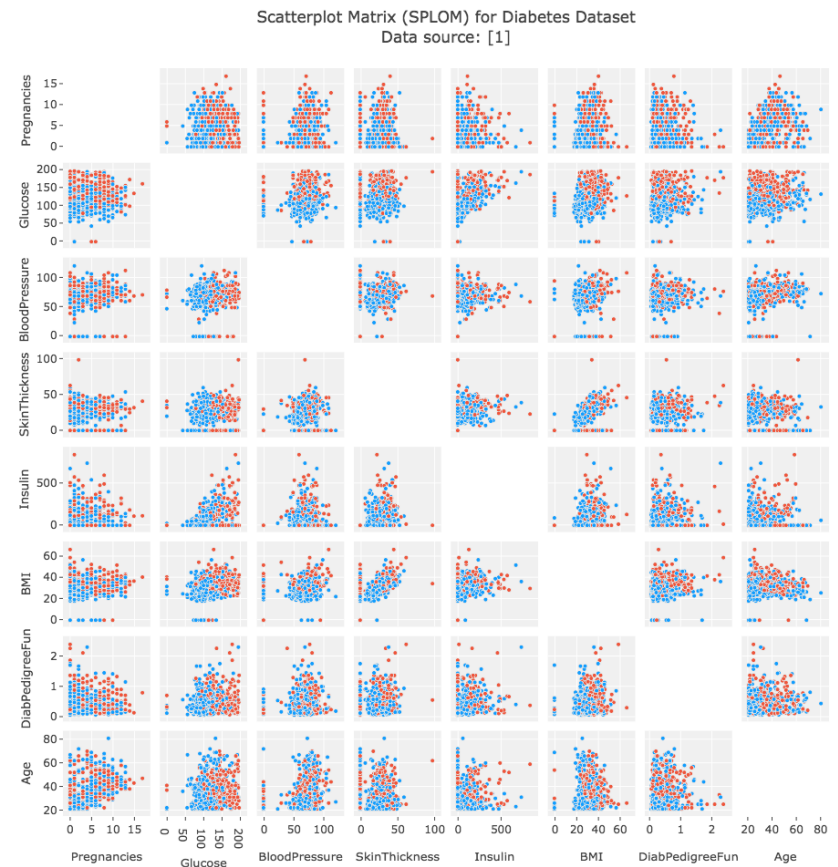 Scatterplot Matrix (SPLOM) for Diabetes Dataset
Data source: [1]
Pregnancies
15
10
5
0
Glucose
200
150
100
50
0
BloodPressure
100
50
0
SkinThickness
100
50
0
Insulin
500
0
BMI
60
40
20
0
DiabPedigreeFun
2
1
0
Age
80
60
40
20
0 5 10 15
0 50 100 150 200
0 50 100
0 50 100
0 500
0 20 40 60
0 1 2
20 40 60 80
Pregnancies Glucose BloodPressure SkinThickness Insulin BMI DiabPedigreeFun Age